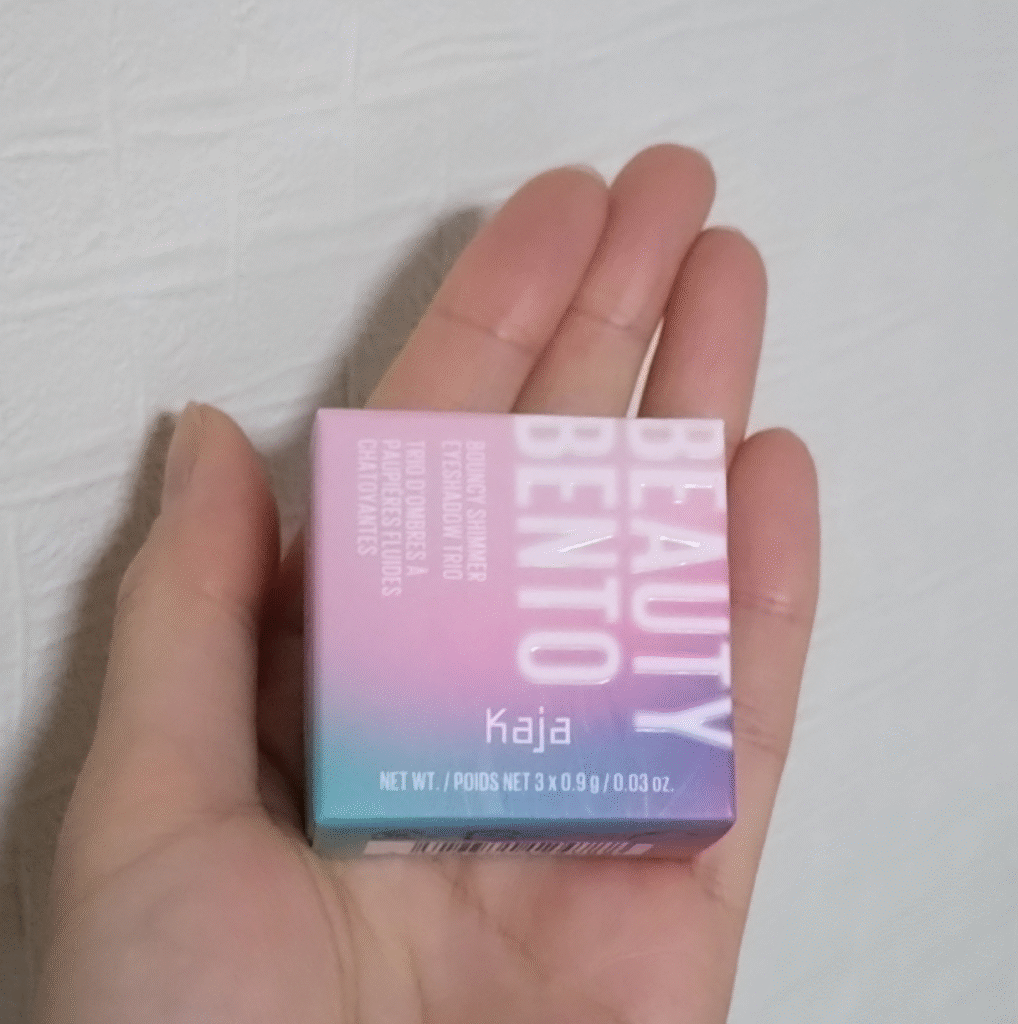 BEAUTY
BENTO
BOUNCY SHIMMER
EYESHADOW TRIO
TRIO D'OMBRES À
PAUPIÈRES FLUIDES
CHATOYANTES
Kaja
NET WT. / POIDS NET 3 x 0.9 g / 0.03 oz.